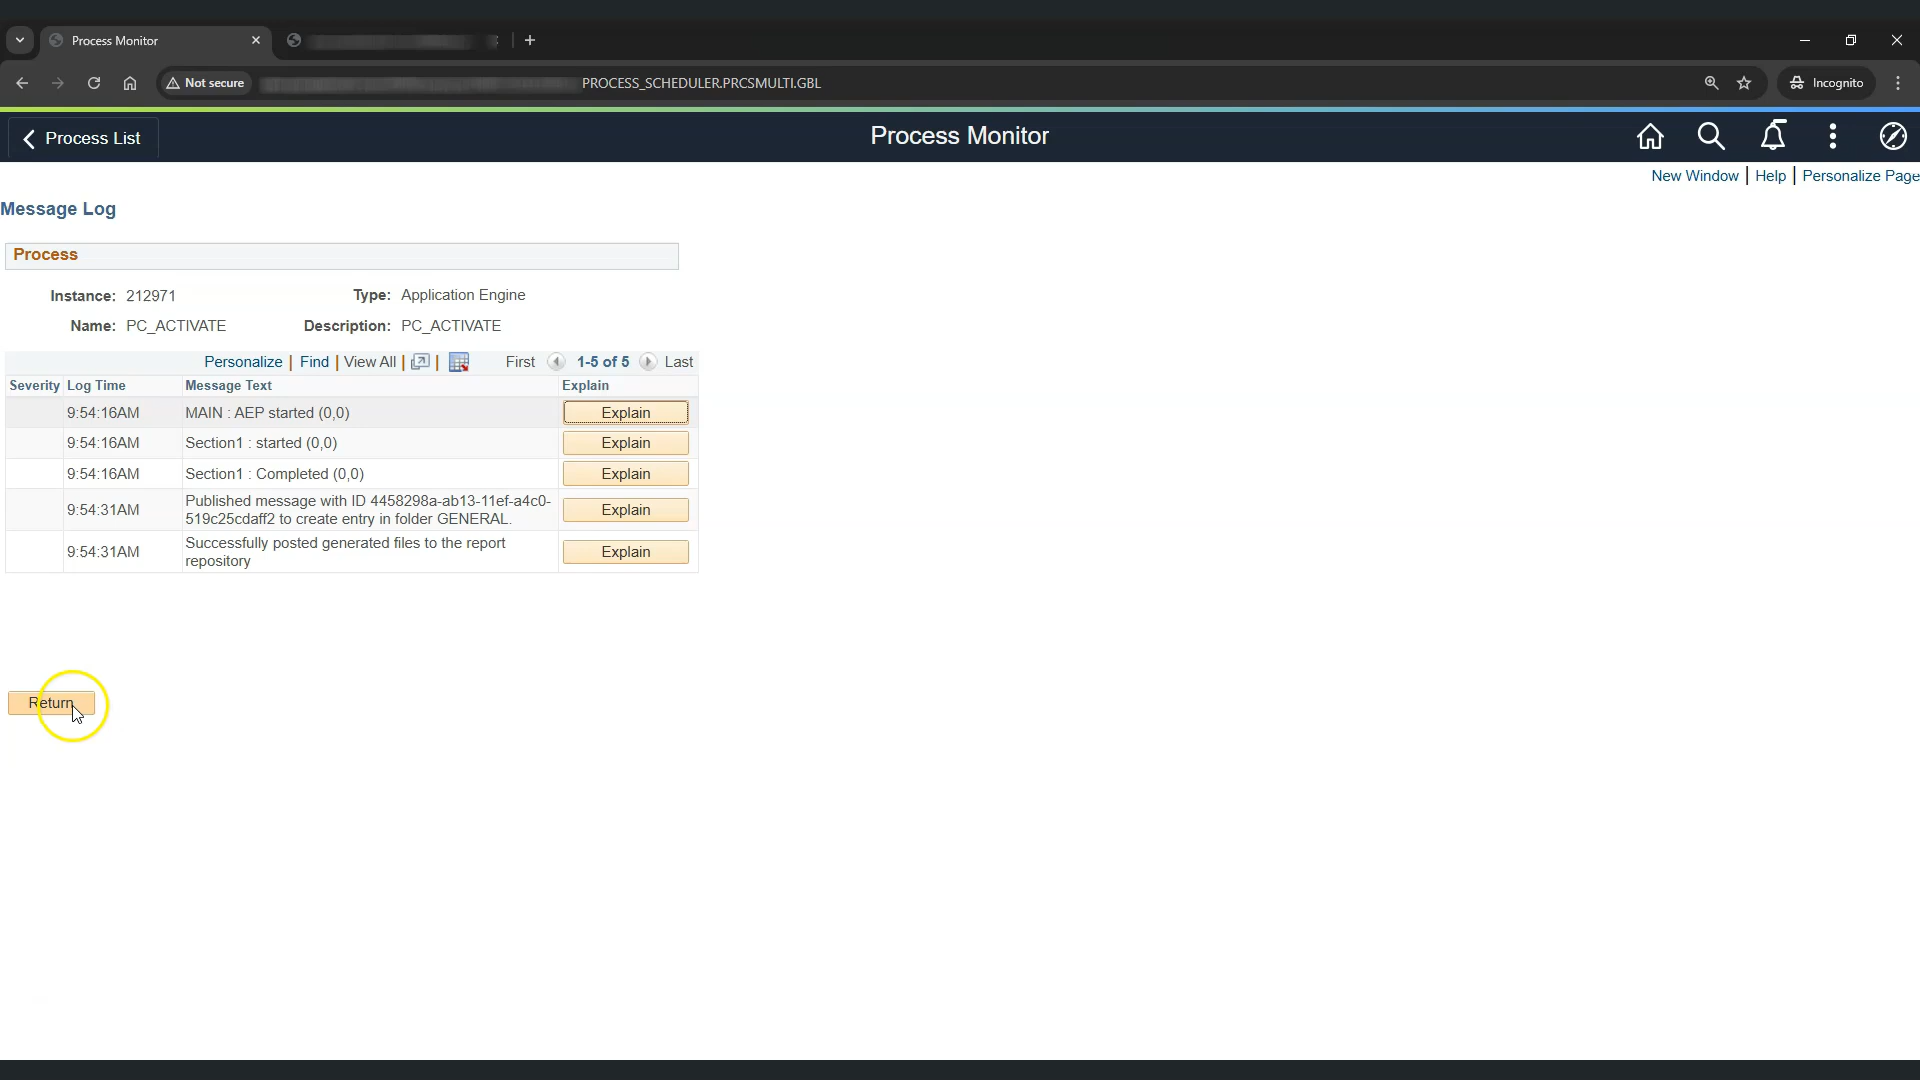 Process Monitor
Not secure
PROCESS_SCHEDULER.PRCSMULTI.GBL
Incognito
Process List
Process Monitor
New Window | Help | Personalize Page
Message Log
Process
Instance: 212971 Type: Application Engine
Name: PC_ACTIVATE Description: PC_ACTIVATE
Personalize | Find | View All | | First 1-5 of 5 Last
Severity Log Time Message Text Explain
9:54:16AM MAIN : AEP started (0,0) Explain
9:54:16AM Section1 : started (0,0) Explain
9:54:16AM Section1 : Completed (0,0) Explain
9:54:31AM Published message with ID 4458298a-ab13-11ef-a4c0-
519c25cdaff2 to create entry in folder GENERAL. Explain
9:54:31AM Successfully posted generated files to the report
repository Explain
Return